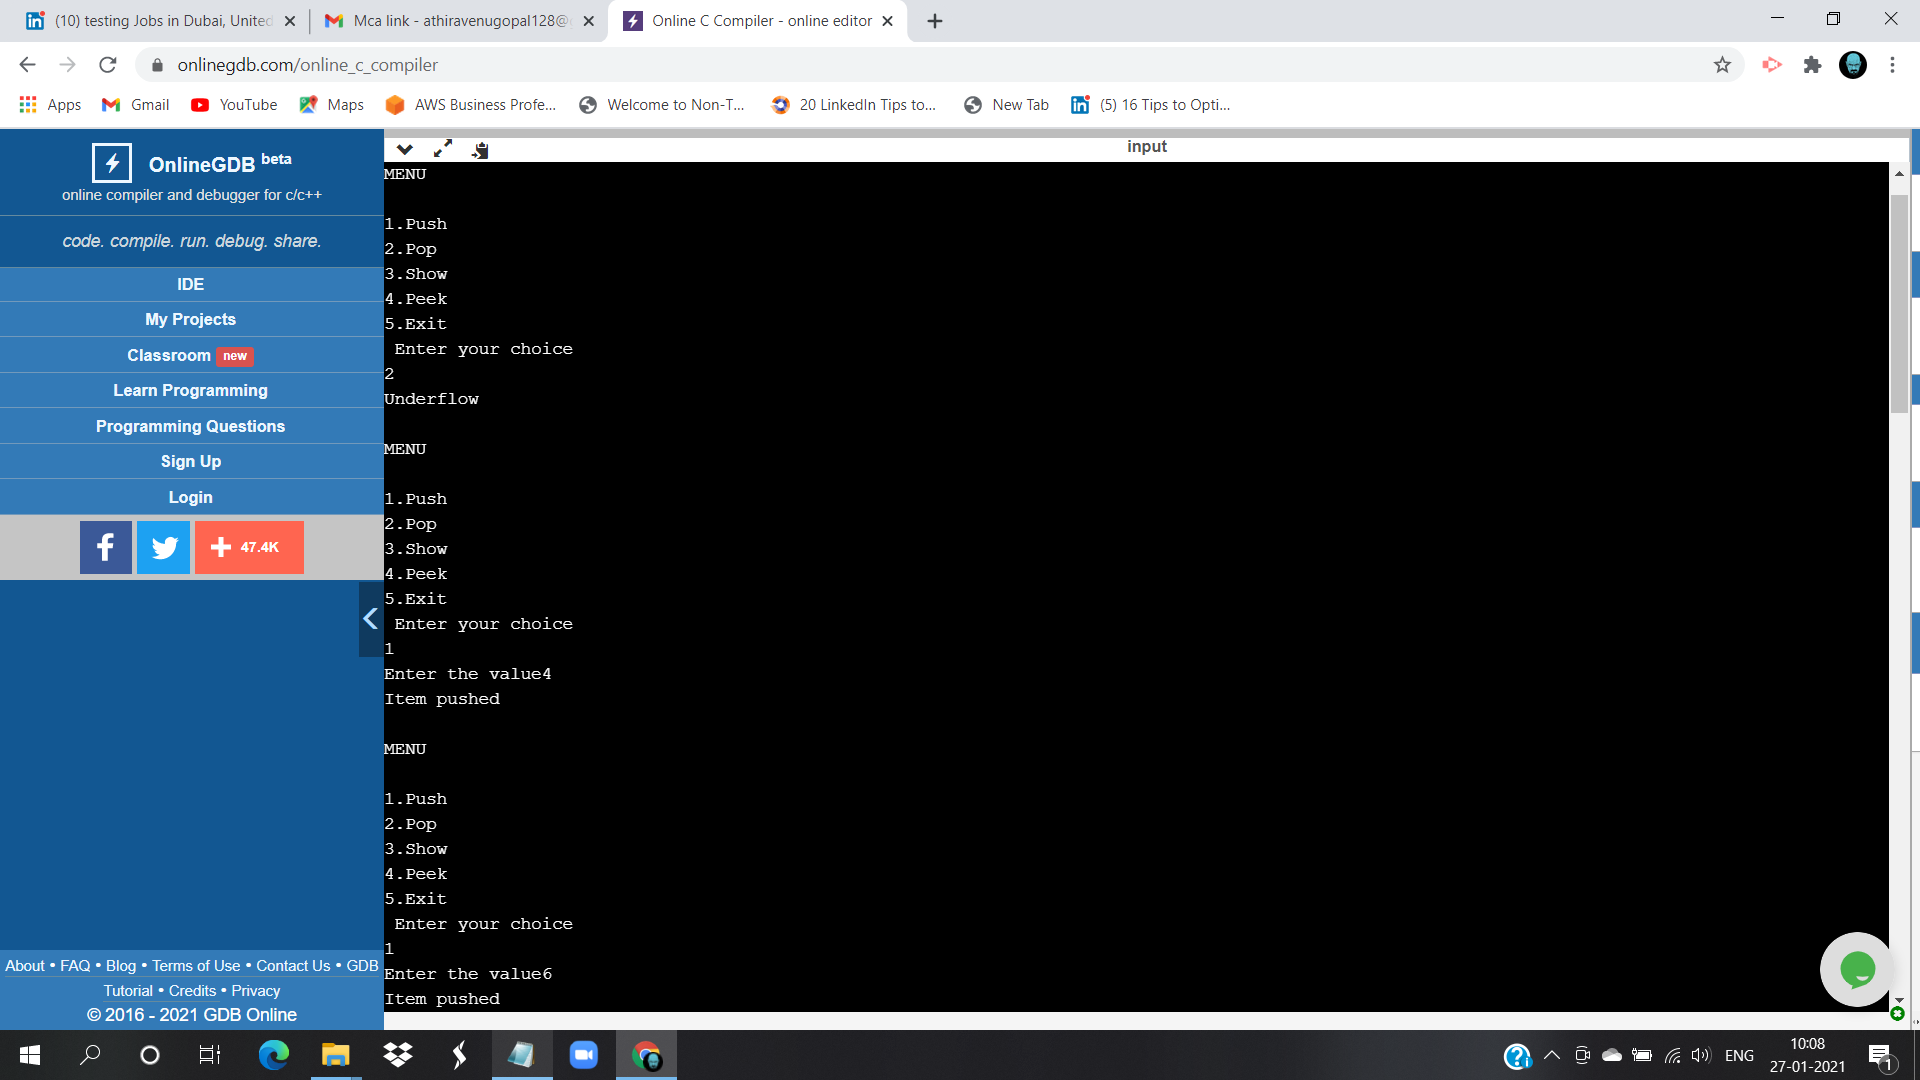 (10) testing Jobs in Dubai, United
Mca link - athiravenugopal128@
Online C Compiler - online editor
onlinegdb.com/online_c_compiler
Apps
Gmail
YouTube
Maps
AWS Business Profe...
Welcome to Non-T...
20 LinkedIn Tips to...
New Tab
(5) 16 Tips to Opti...
OnlineGDB beta
online compiler and debugger for c/c++
code. compile. run. debug. share.
IDE
My Projects
Classroom new
Learn Programming
Programming Questions
Sign Up
Login
47.4K
About • FAQ • Blog • Terms of Use • Contact Us • GDB
Tutorial • Credits • Privacy
© 2016 - 2021 GDB Online
input
MENU
1.Push
2.Pop
3.Show
4.Peek
5.Exit
Enter your choice
2
Underflow
MENU
1.Push
2.Pop
3.Show
4.Peek
5.Exit
Enter your choice
1
Enter the value4
Item pushed
MENU
1.Push
2.Pop
3.Show
4.Peek
5.Exit
Enter your choice
1
Enter the value6
Item pushed
ENG
10:08
27-01-2021
1